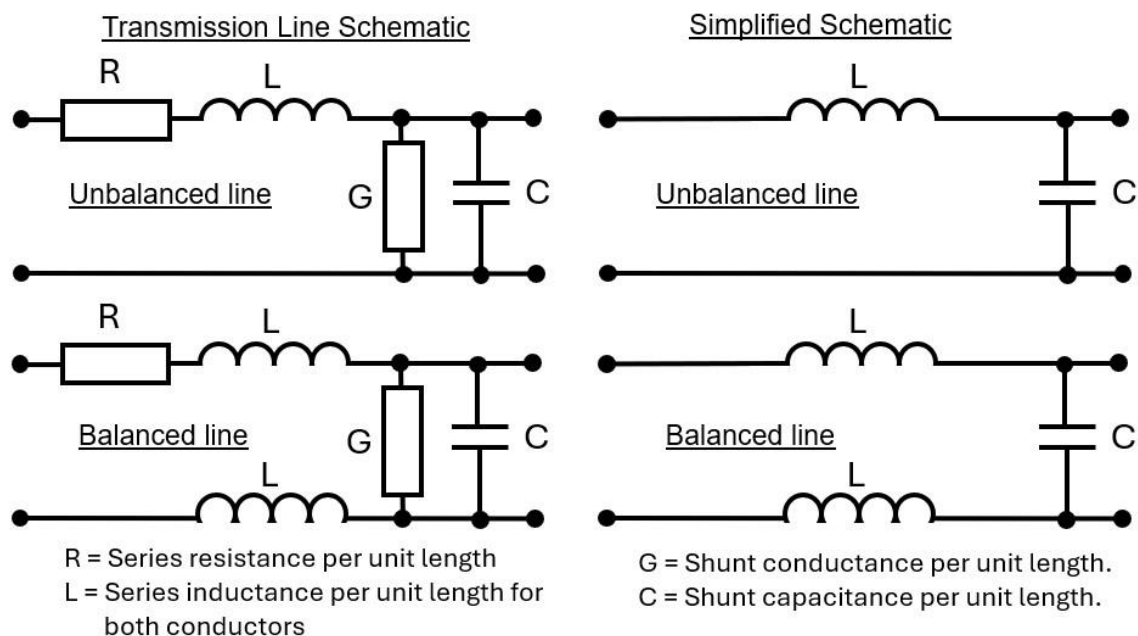 Transmission Line Schematic
Simplified Schematic
R
L
Unbalanced line
G
C
L
Unbalanced line
C
R
L
Balanced line
G
C
L
L
Balanced line
C
L
R = Series resistance per unit length
L = Series inductance per unit length for
both conductors
G = Shunt conductance per unit length.
C = Shunt capacitance per unit length.